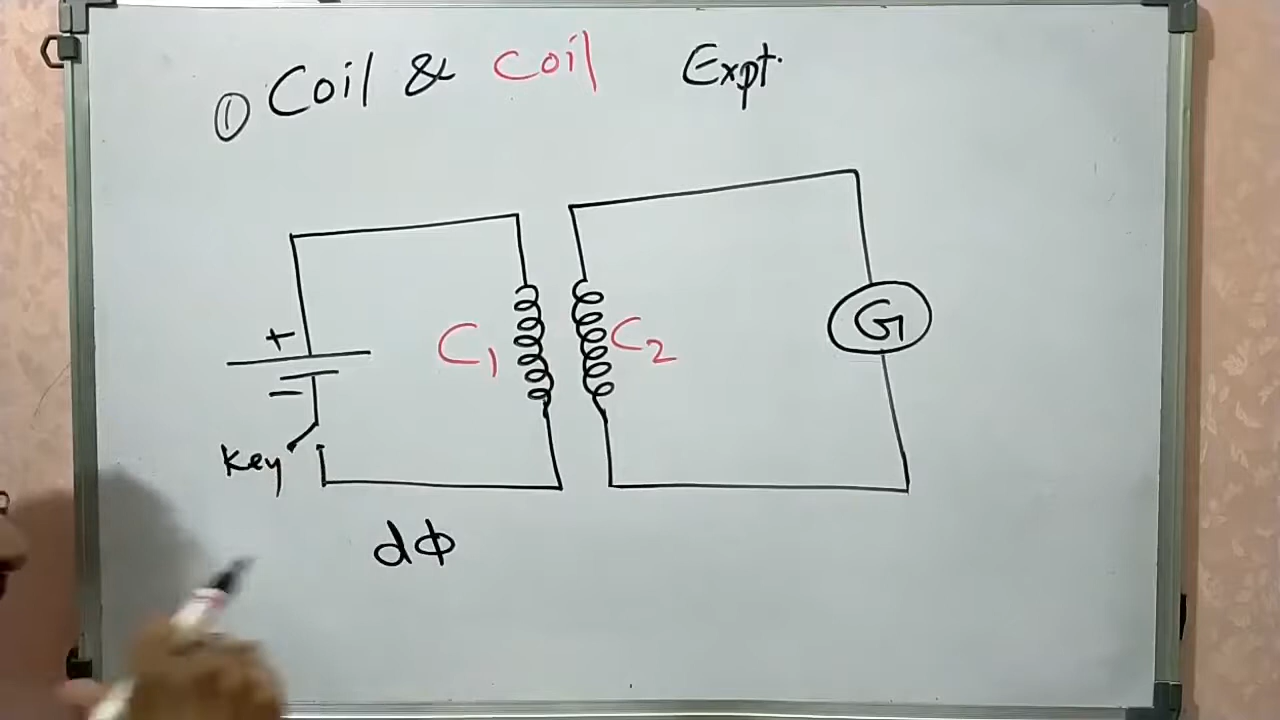 ① Coil & Coil Expt.
+
C1
C2
G
–
Key
dΦ